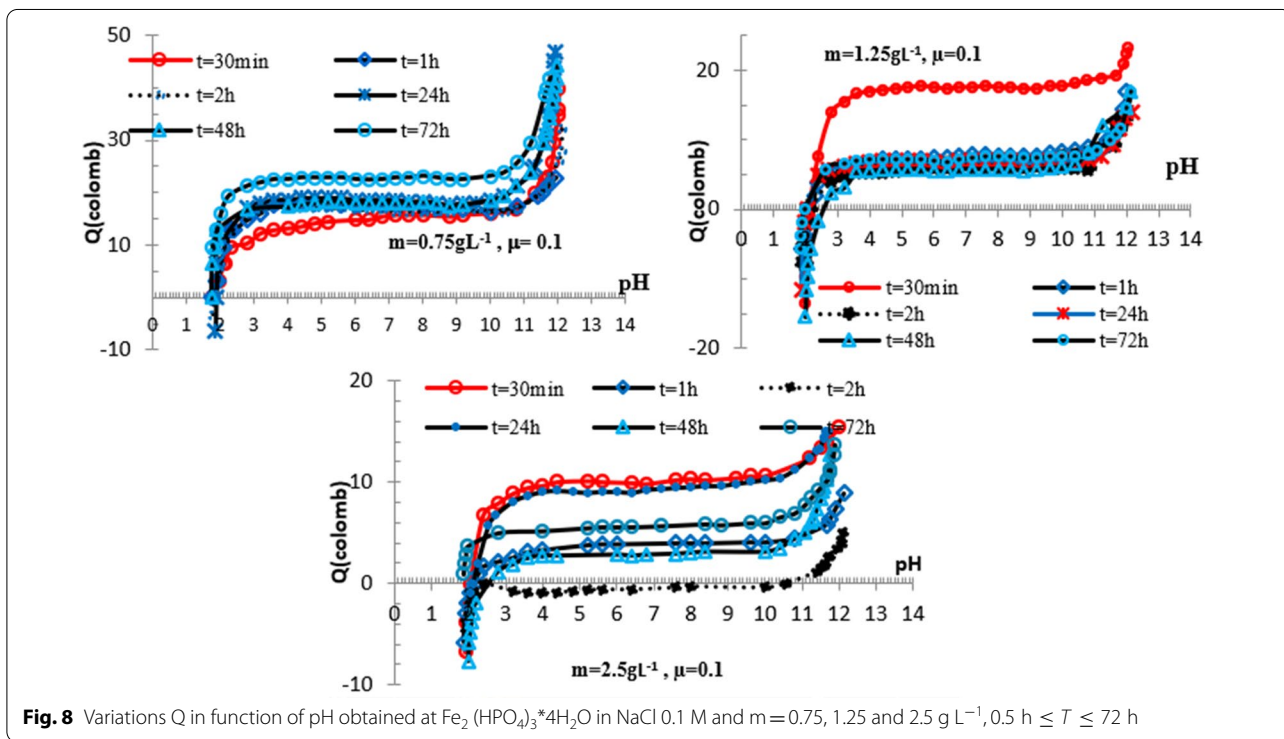 50
30
10
-10
Q(colomb)
t=30min
t=1h
t=2h
t=24h
t=48h
t=72h
m=0.75gL⁻¹ , μ= 0.1
pH
0 1 2 3 4 5 6 7 8 9 10 11 12 13 14
m=1.25gL⁻¹, μ=0.1
20
0
-20
Q(colomb)
pH
0 1 2 3 4 5 6 7 8 9 10 11 12 13 14
t=30min
t=1h
t=2h
t=24h
t=48h
t=72h
20
10
0
-10
Q(colomb)
t=30min
t=1h
t=2h
t=24h
t=48h
t=72h
pH
0 1 2 3 4 5 6 7 8 9 10 11 12 13 14
m=2.5gL⁻¹ , μ=0.1
Fig. 8 Variations Q in function of pH obtained at Fe₂ (HPO₄)₃*4H₂O in NaCl 0.1 M and m = 0.75, 1.25 and 2.5 g L⁻¹, 0.5 h ≤ T ≤ 72 h